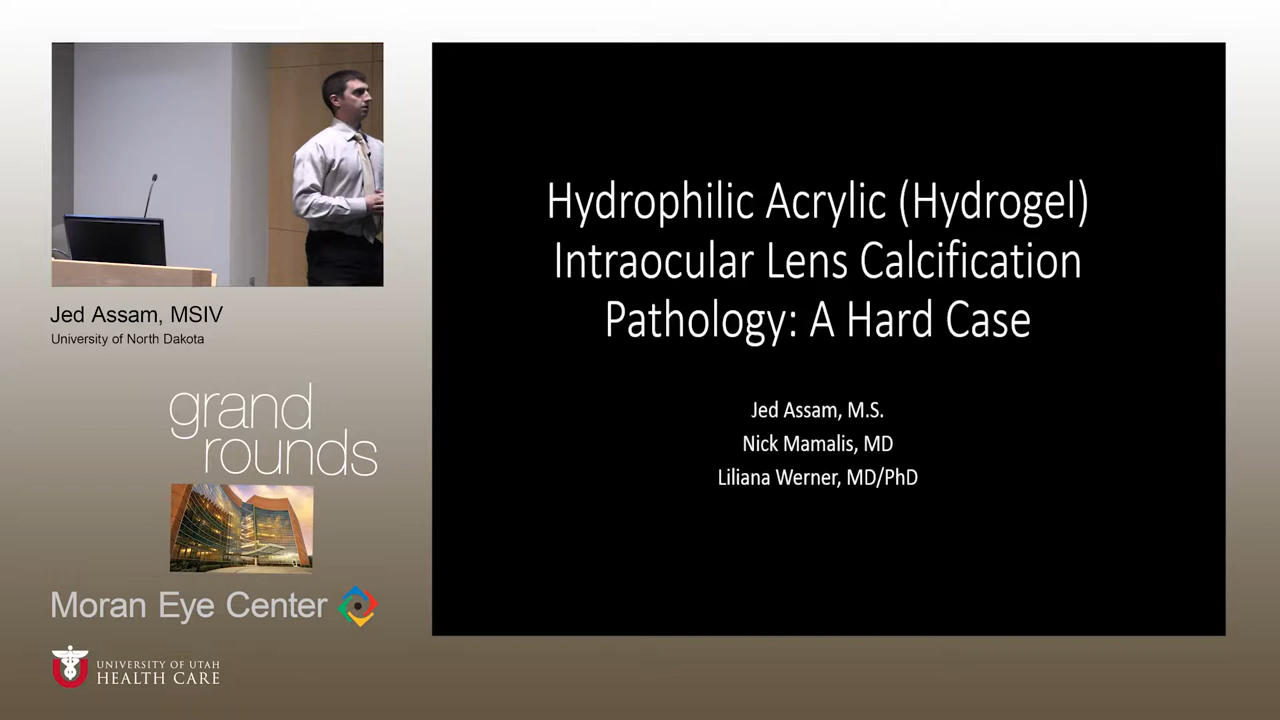 Jed Assam, MSIV
University of North Dakota
grand
rounds
Moran Eye Center
UNIVERSITY OF UTAH
HEALTH CARE
Hydrophilic Acrylic (Hydrogel)
Intraocular Lens Calcification
Pathology: A Hard Case
Jed Assam, M.S.
Nick Mamalis, MD
Liliana Werner, MD/PhD